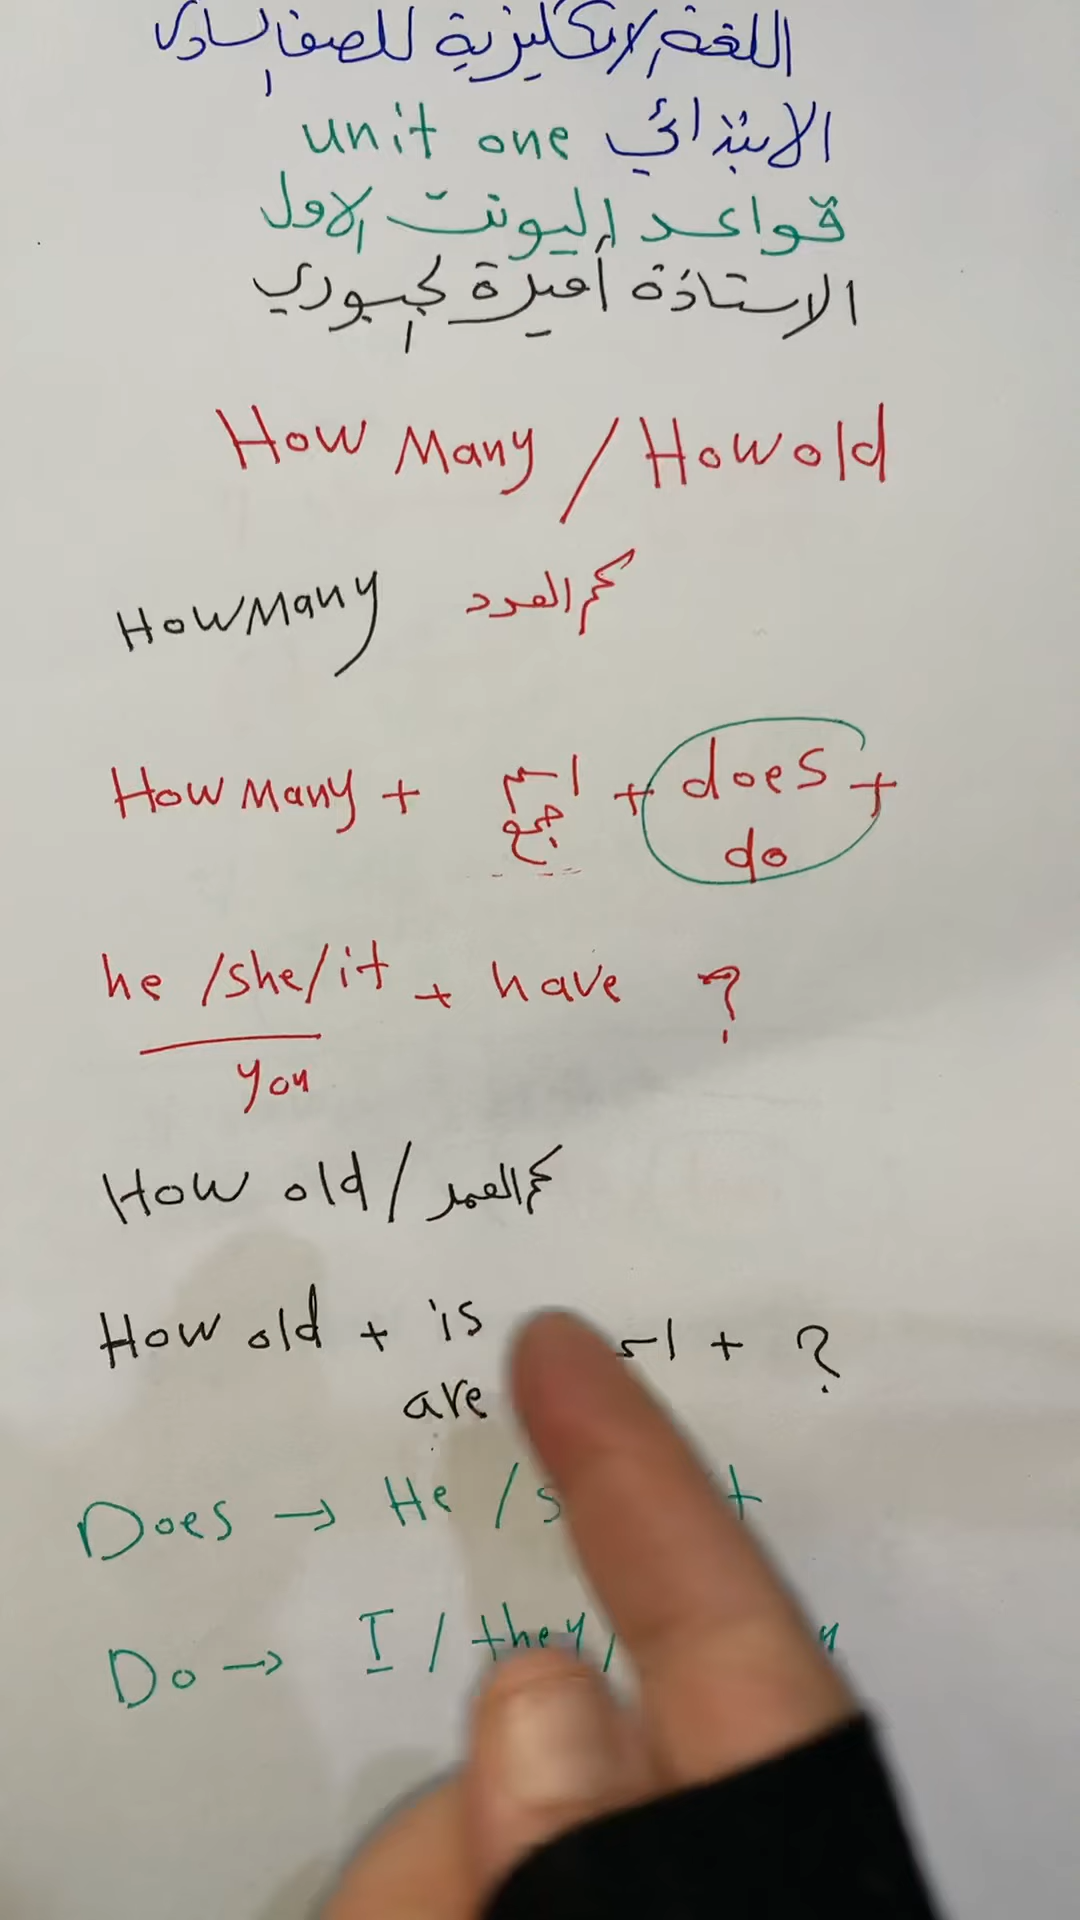 اللغة الانكليزية للصف السادس
الابتدائي unit one
قواعد اليونت الاول
الاستاذة أميرة الجبوري
How Many / How old
How Many كم العدد
How Many + اسم جمع + does +
do
he /she/it + have ?
you
How old / كم العمر
How old + is + ?
are
Does → He /
Do → I / they/